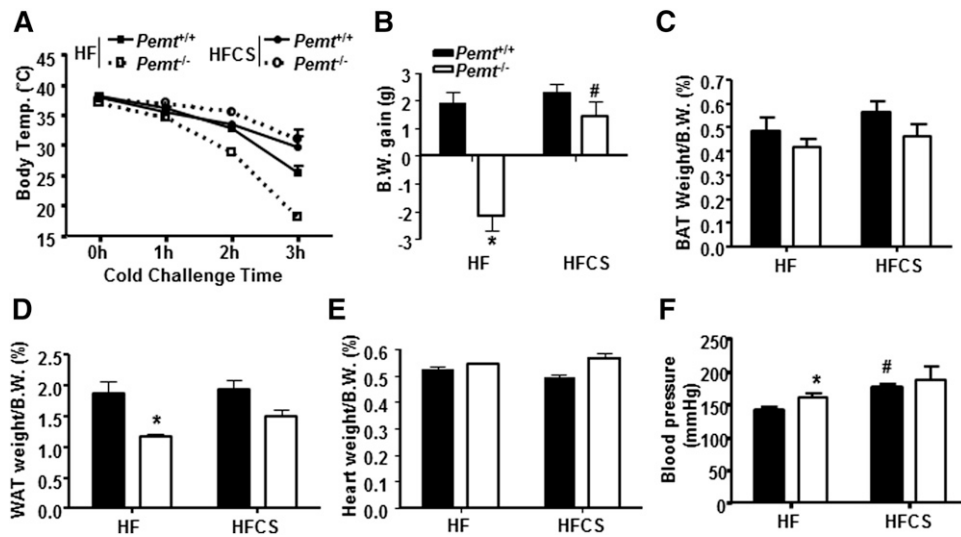 A
HF
Pemt+/+
Pemt-/-
HFCS
Pemt+/+
Pemt-/-
Body Temp. (˚C)
45
40
35
30
25
20
15
0h 1h 2h 3h
Cold Challenge Time
B
Pemt+/+
Pemt-/-
B.W. gain (g)
3
2
1
0
-1
-2
-3
#
*
HF HFCS
C
BAT Weight/B.W. (%)
0.7
0.6
0.5
0.4
0.3
0.2
0.1
0.0
HF HFCS
D
WAT weight/B.W. (%)
2.5
2.0
1.5
1.0
0.5
0.0
*
HF HFCS
E
Heart weight/B.W. (%)
0.6
0.5
0.4
0.3
0.2
0.1
0.0
HF HFCS
F
Blood pressure
(mmHg)
250
200
150
100
50
0
*
#
HF HFCS